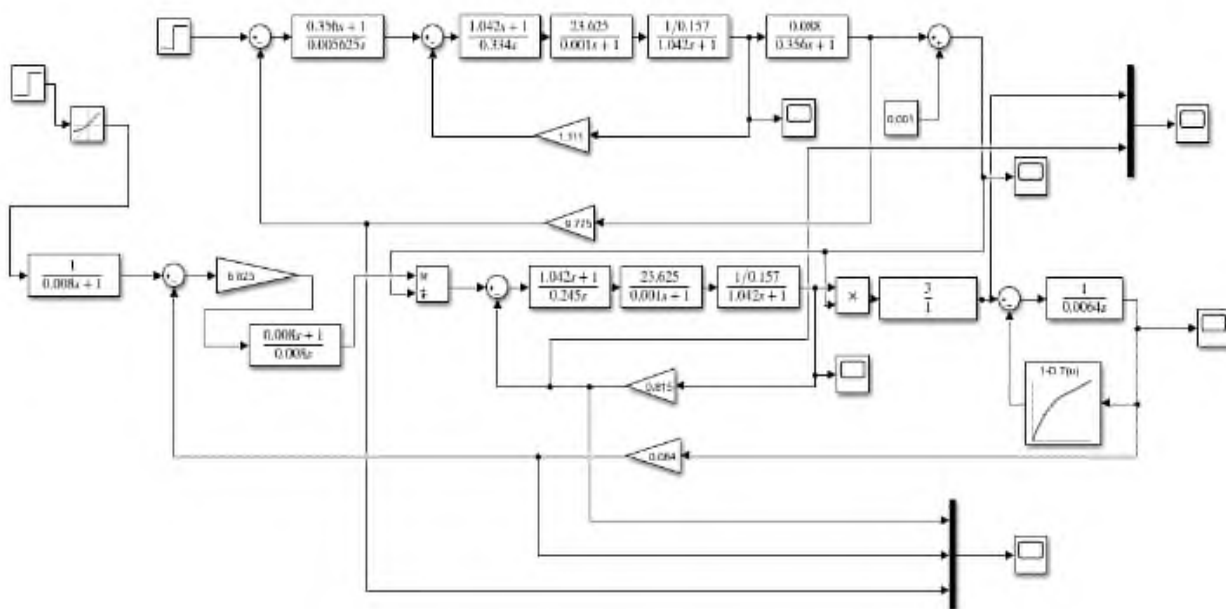 0.356s + 1
0.005625s
1.042s + 1
0.334s
23.625
0.001s + 1
1/0.157
1.042s + 1
0.088
0.356s + 1
0.001
9.775
1
0.008s + 1
6.825
0.008s + 1
0.008s
1.042s + 1
0.245s
23.625
0.001s + 1
1/0.157
1.042s + 1
×
3
1
1
0.0064s
0.815
1-D T(u)
0.064